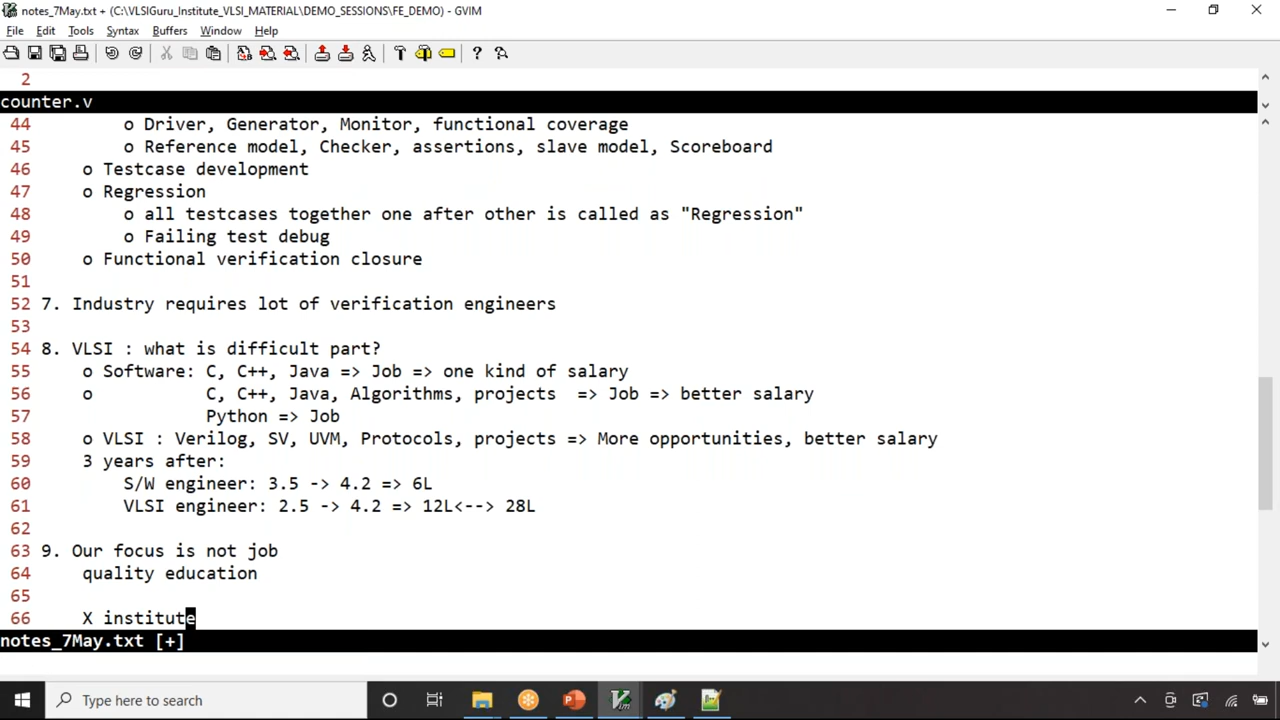 notes_7May.txt + (C:\VLSIGuru_Institute_VLSI_MATERIAL\DEMO_SESSIONS\FE_DEMO) - GVIM
File Edit Tools Syntax Buffers Window Help
2
counter.v
44 o Driver, Generator, Monitor, functional coverage
45 o Reference model, Checker, assertions, slave model, Scoreboard
46 o Testcase development
47 o Regression
48 o all testcases together one after other is called as "Regression"
49 o Failing test debug
50 o Functional verification closure
51
52 7. Industry requires lot of verification engineers
53
54 8. VLSI : what is difficult part?
55 o Software: C, C++, Java => Job => one kind of salary
56 o C, C++, Java, Algorithms, projects => Job => better salary
57 Python => Job
58 o VLSI : Verilog, SV, UVM, Protocols, projects => More opportunities, better salary
59 3 years after:
60 S/W engineer: 3.5 -> 4.2 => 6L
61 VLSI engineer: 2.5 -> 4.2 => 12L<--> 28L
62
63 9. Our focus is not job
64 quality education
65
66 X institute
notes_7May.txt [+]
Type here to search